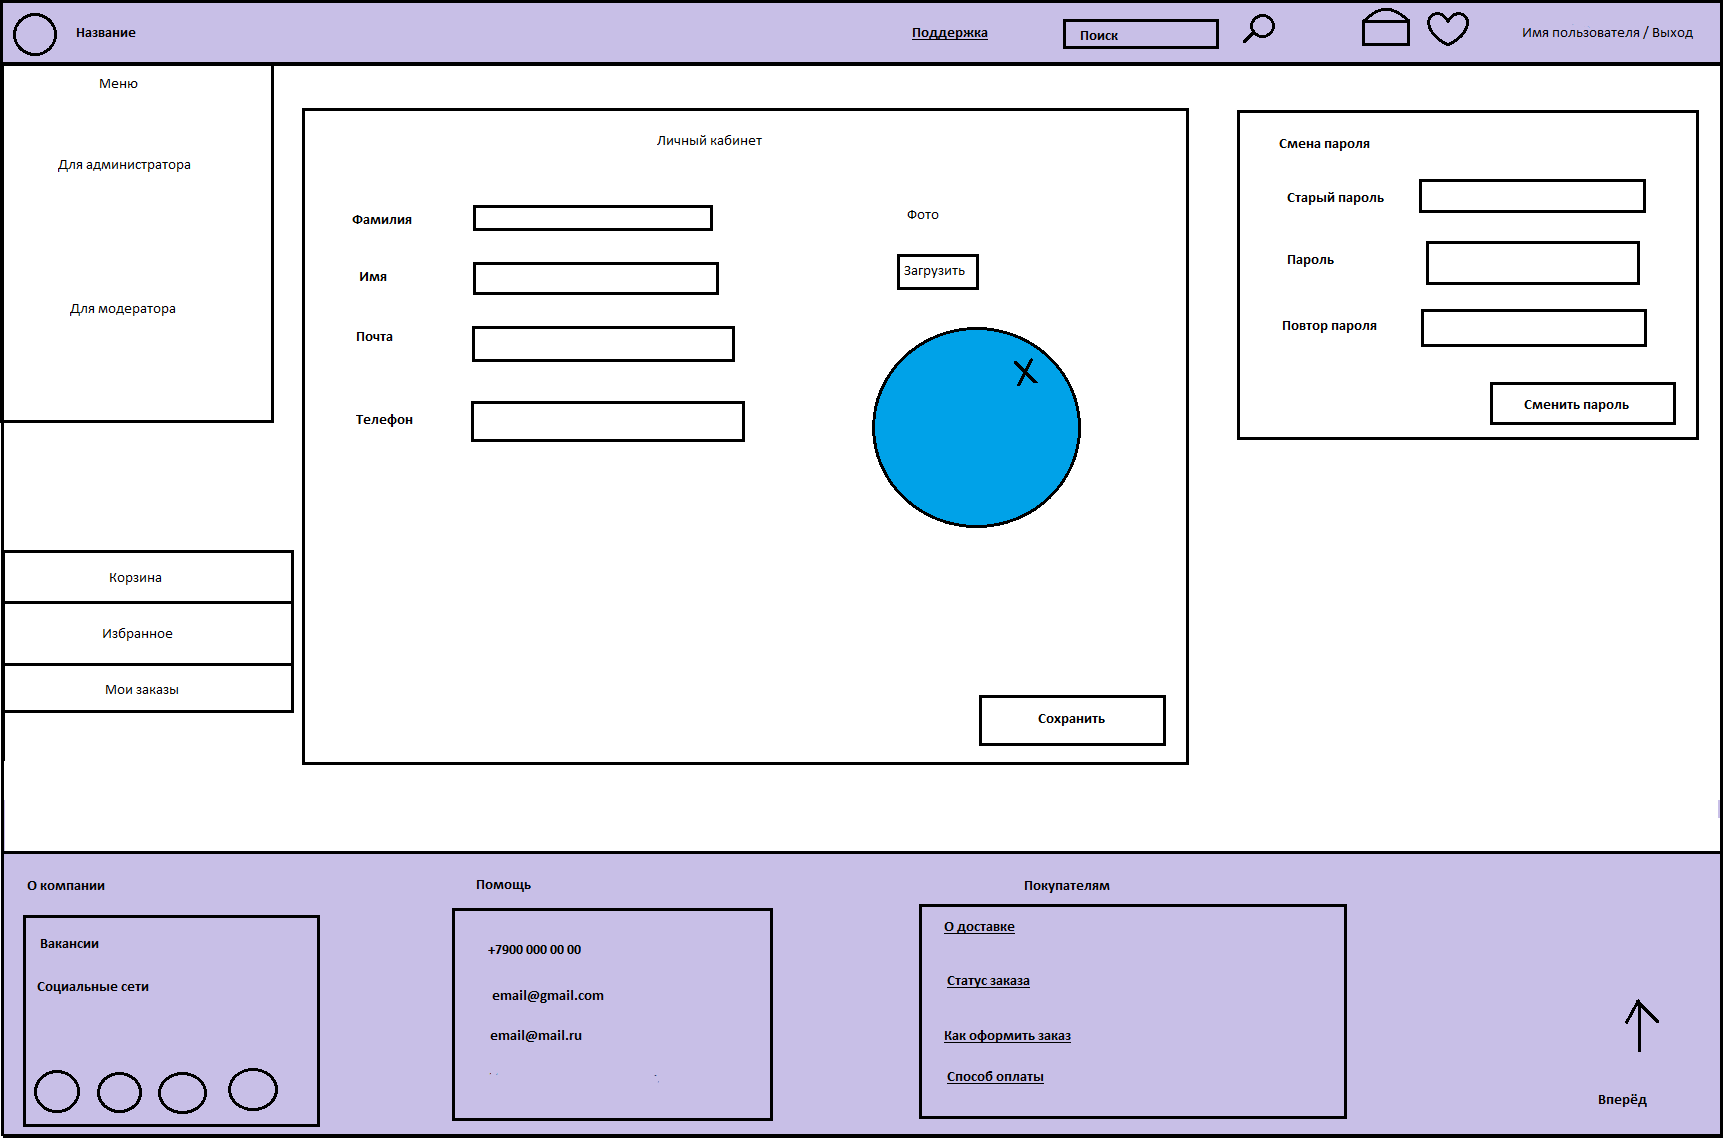 Название
Поддержка
Поиск
Имя пользователя / Выход
Меню
Для администратора
Для модератора
Корзина
Избранное
Мои заказы
Личный кабинет
Фамилия
Имя
Почта
Телефон
Фото
Загрузить
X
Сохранить
Смена пароля
Старый пароль
Пароль
Повтор пароля
Сменить пароль
О компании
Вакансии
Социальные сети
Помощь
+7900 000 00 00
email@gmail.com
email@mail.ru
Покупателям
О доставке
Статус заказа
Как оформить заказ
Способ оплаты
Вперёд